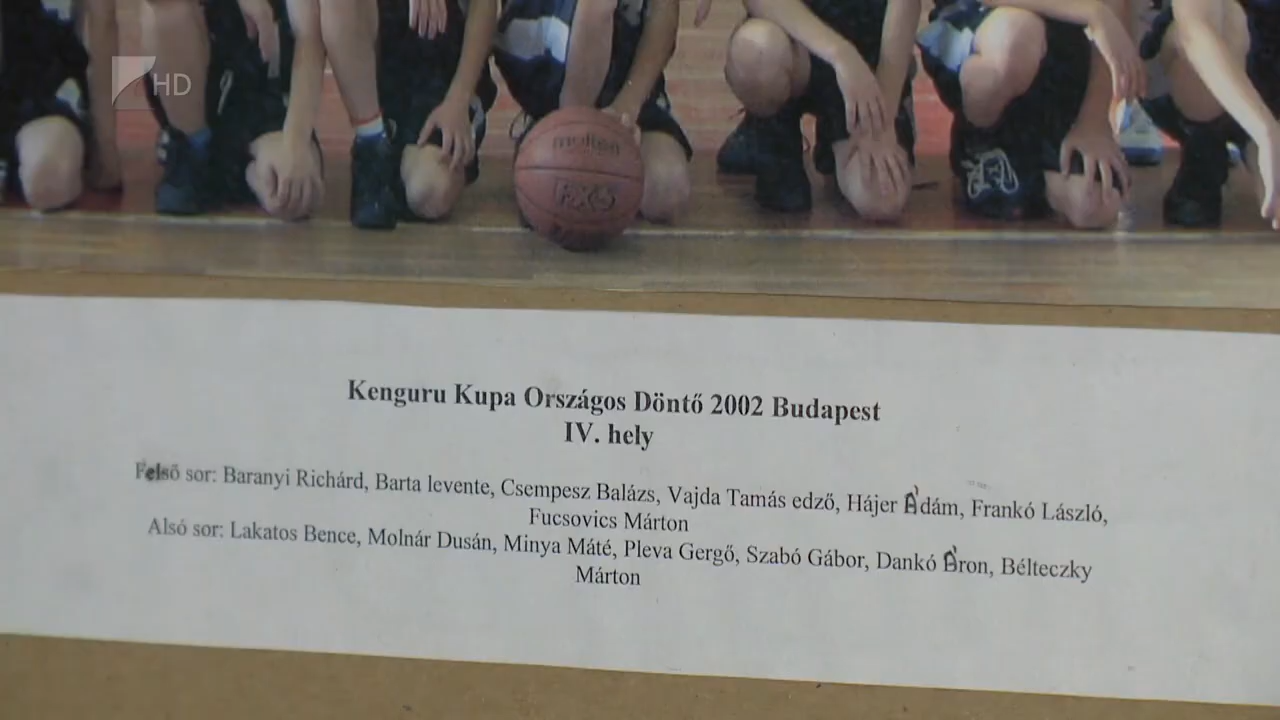 HD
molten
Kenguru Kupa Országos Döntő 2002 Budapest
IV. hely
Felső sor: Baranyi Richárd, Barta levente, Csempesz Balázs, Vajda Tamás edző, Hájer Ádám, Frankó László,
Fucsovics Márton
Alsó sor: Lakatos Bence, Molnár Dusán, Minya Máté, Pleva Gergő, Szabó Gábor, Dankó Áron, Bélteczky
Márton